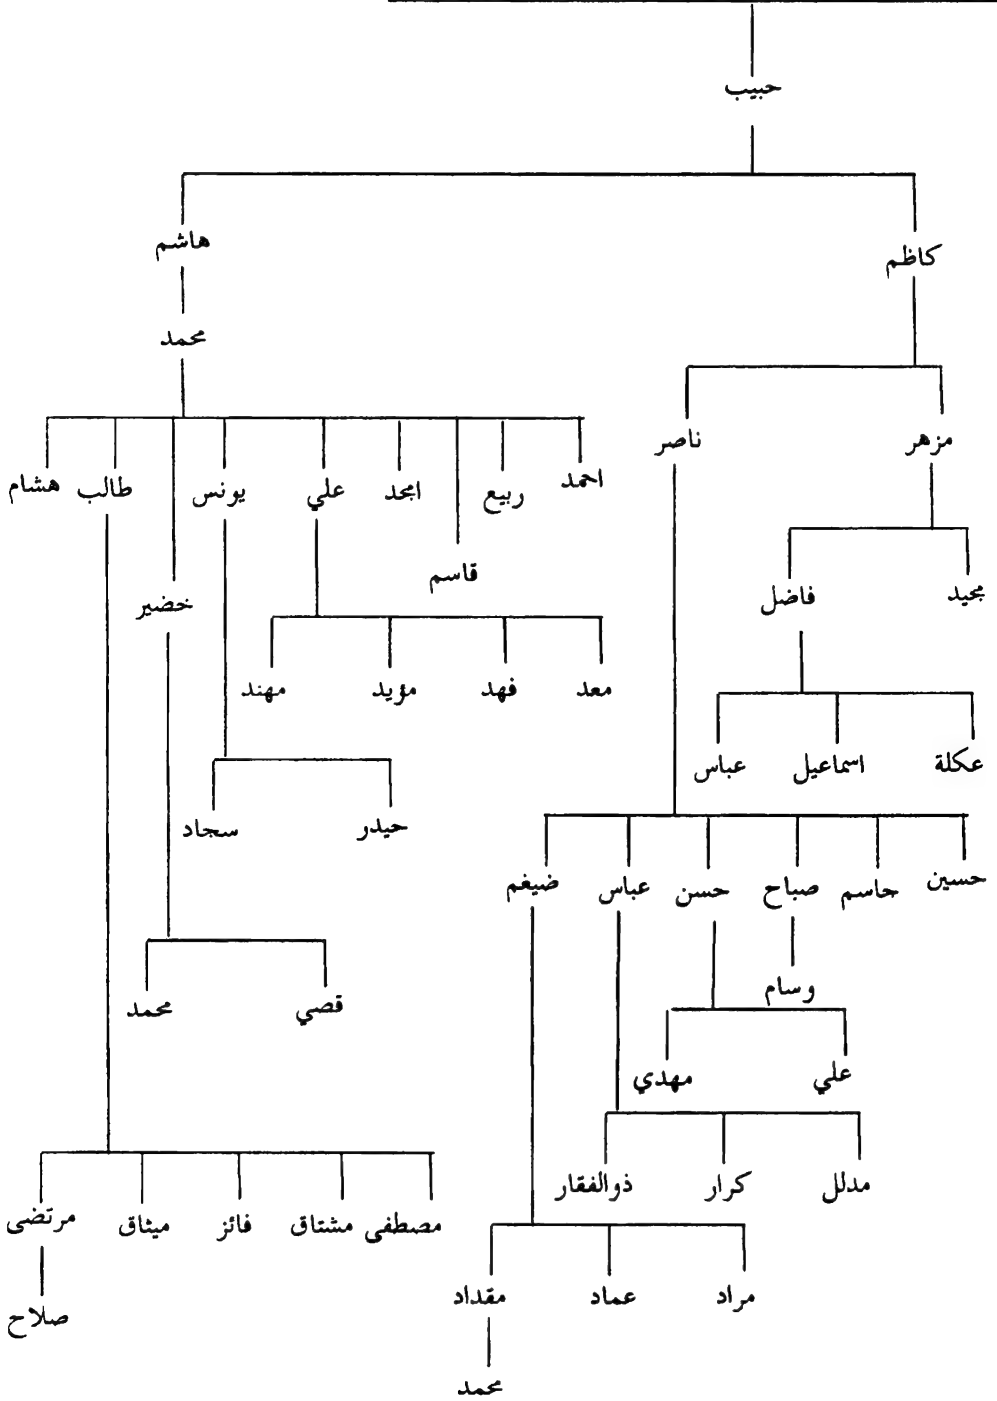 حبيب
هاشم
كاظم
محمد
ناصر
مزهر
احمد
ربيع
امجد
علي
يونس
طالب
هشام
قاسم
خضير
مجيد
فاضل
معد
فهد
مؤيد
مهند
عكلة
اسماعيل
عباس
حيدر
سجاد
حسين
حاسم
صباح
حسن
عباس
ضيغم
وسام
قصي
محمد
علي
مهدي
مدلل
كرار
ذوالفقار
مصطفى
مشتاق
فائز
ميثاق
مرتضى
مراد
عماد
مقداد
صلاح
محمد